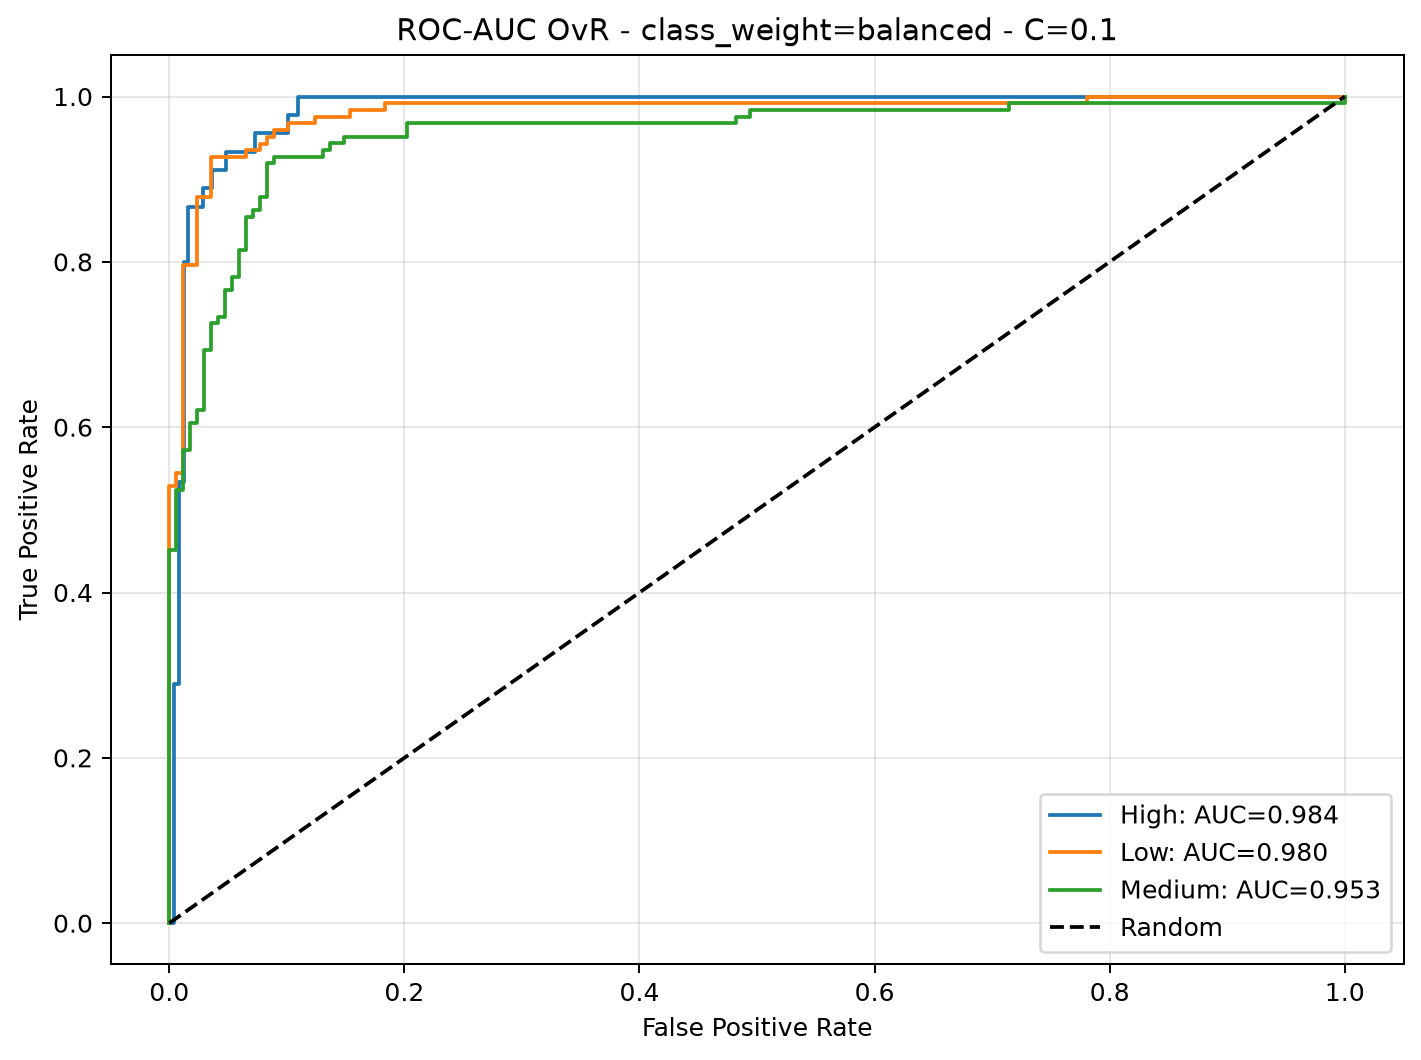 ROC-AUC OvR - class_weight=balanced - C=0.1
1.0
0.8
0.6
0.4
0.2
0.0
True Positive Rate
0.0 0.2 0.4 0.6 0.8 1.0
False Positive Rate
High: AUC=0.984
Low: AUC=0.980
Medium: AUC=0.953
Random